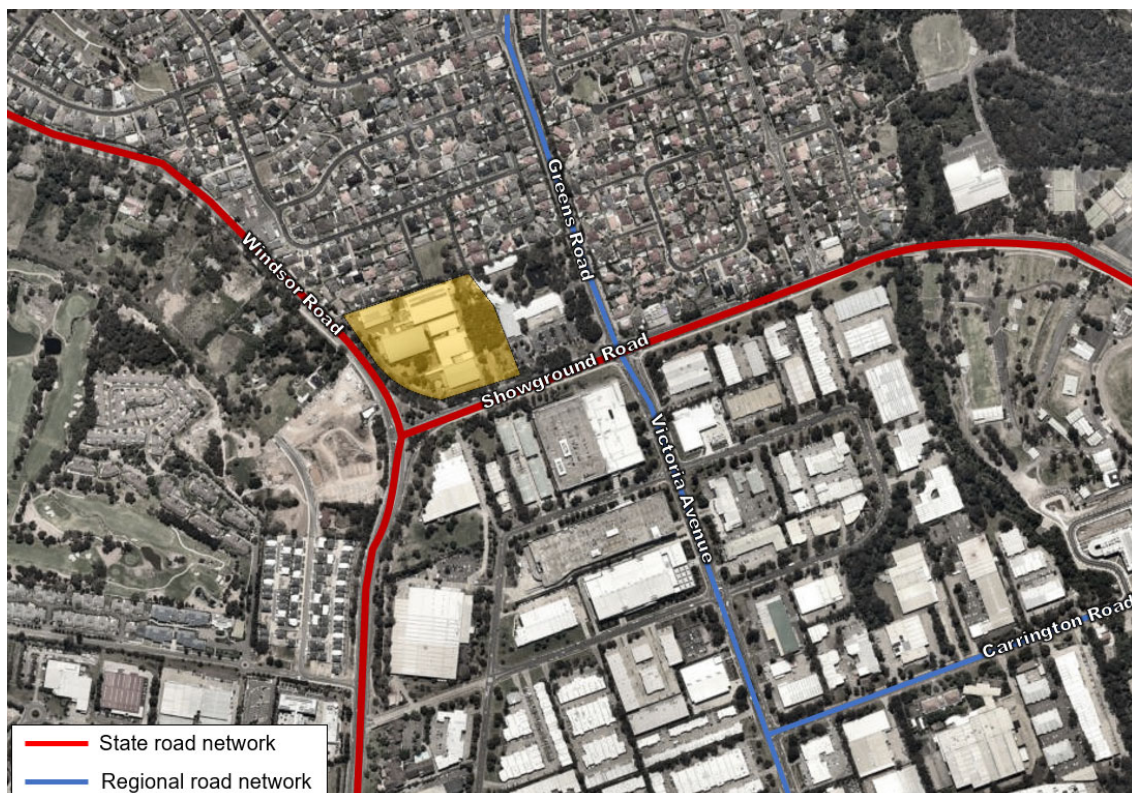 Greens Road
Windsor Road
Showground Road
Victoria Avenue
Carrington Road
State road network
Regional road network